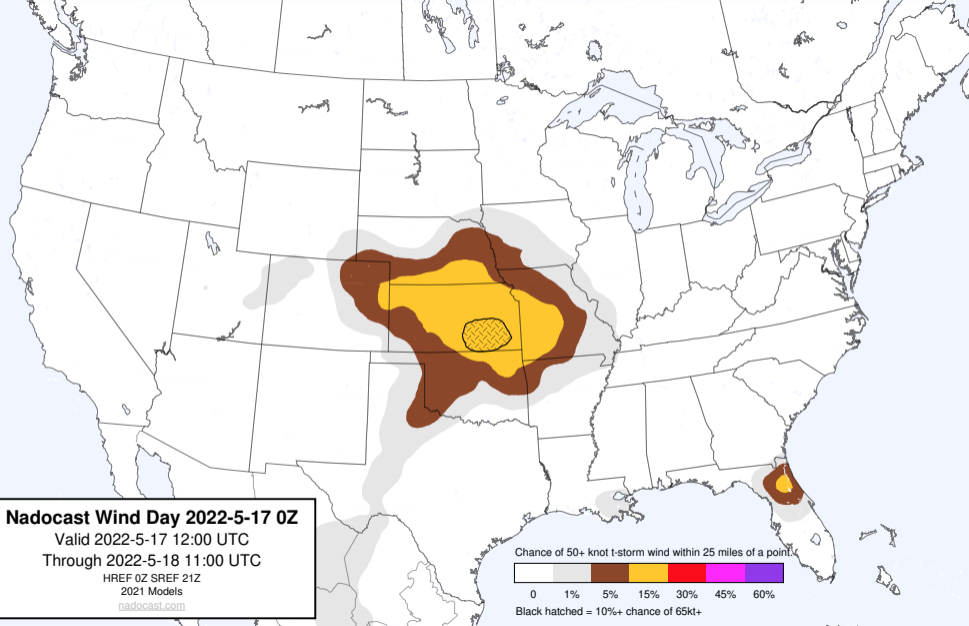 Nadocast Wind Day 2022-5-17 0Z
Valid 2022-5-17 12:00 UTC
Through 2022-5-18 11:00 UTC
HREF 0Z SREF 21Z
2021 Models
nadocast.com
Chance of 50+ knot t-storm wind within 25 miles of a point.
0 1% 5% 15% 30% 45% 60%
Black hatched = 10%+ chance of 65kt+